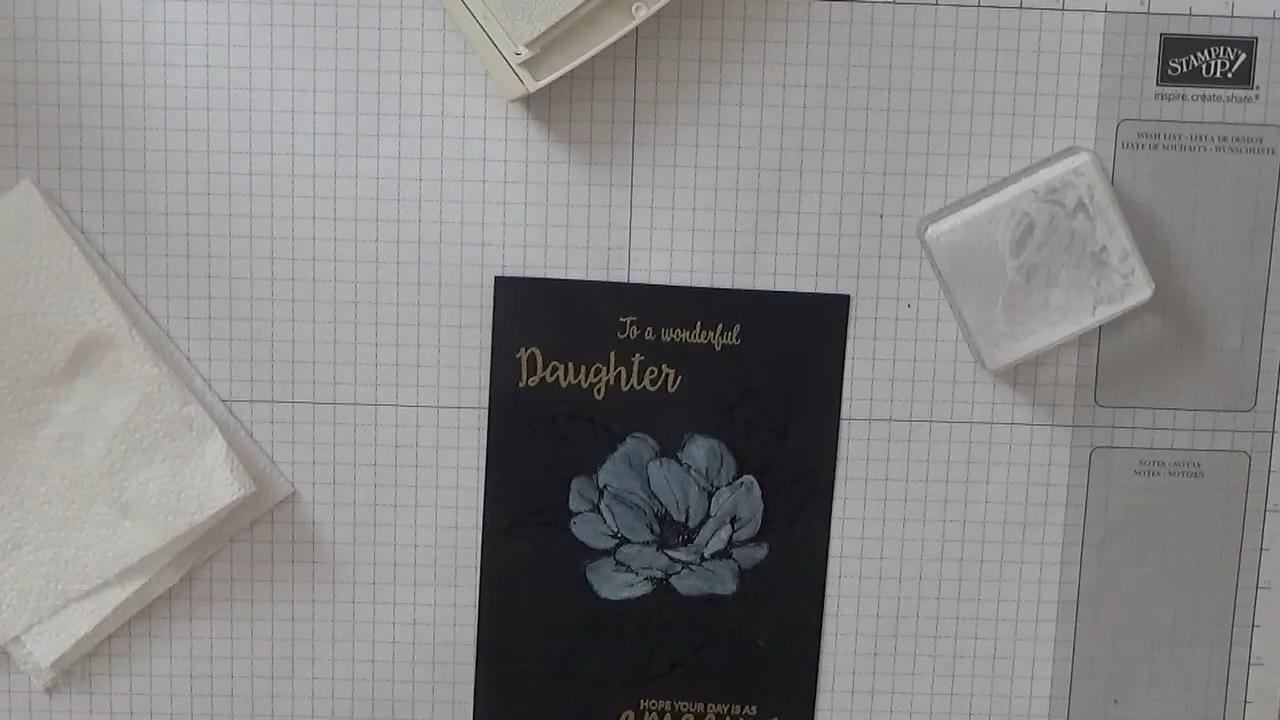 STAMPIN' UP!
inspire.create.share.
WISH LIST • LISTA DE DESEOS
LISTE DE SOUHAITS • WUNSCHLISTE
To a wonderful
Daughter
NOTES • NOTAS
NOTES • NOTIZEN
HOPE YOUR DAY IS AS